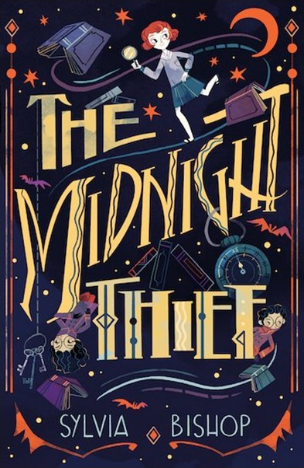 THE
MIDNIGHT
THIEF
SYLVIA BISHOP